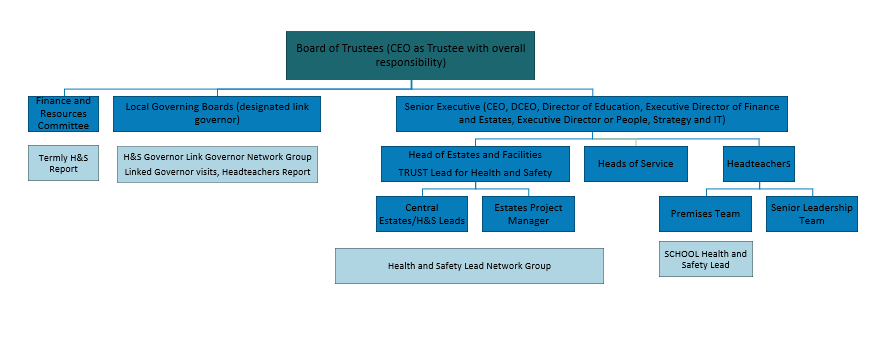 Board of Trustees (CEO as Trustee with overall
responsibility)
Finance and
Resources
Committee
Local Governing Boards (designated link
governor)
Senior Executive (CEO, DCEO, Director of Education, Executive Director of Finance
and Estates, Executive Director or People, Strategy and IT)
Termly H&S
Report
H&S Governor Link Governor Network Group
Linked Governor visits, Headteachers Report
Head of Estates and Facilities
TRUST Lead for Health and Safety
Heads of Service
Headteachers
Central
Estates/H&S Leads
Estates Project
Manager
Premises Team
Senior Leadership
Team
Health and Safety Lead Network Group
SCHOOL Health and
Safety Lead